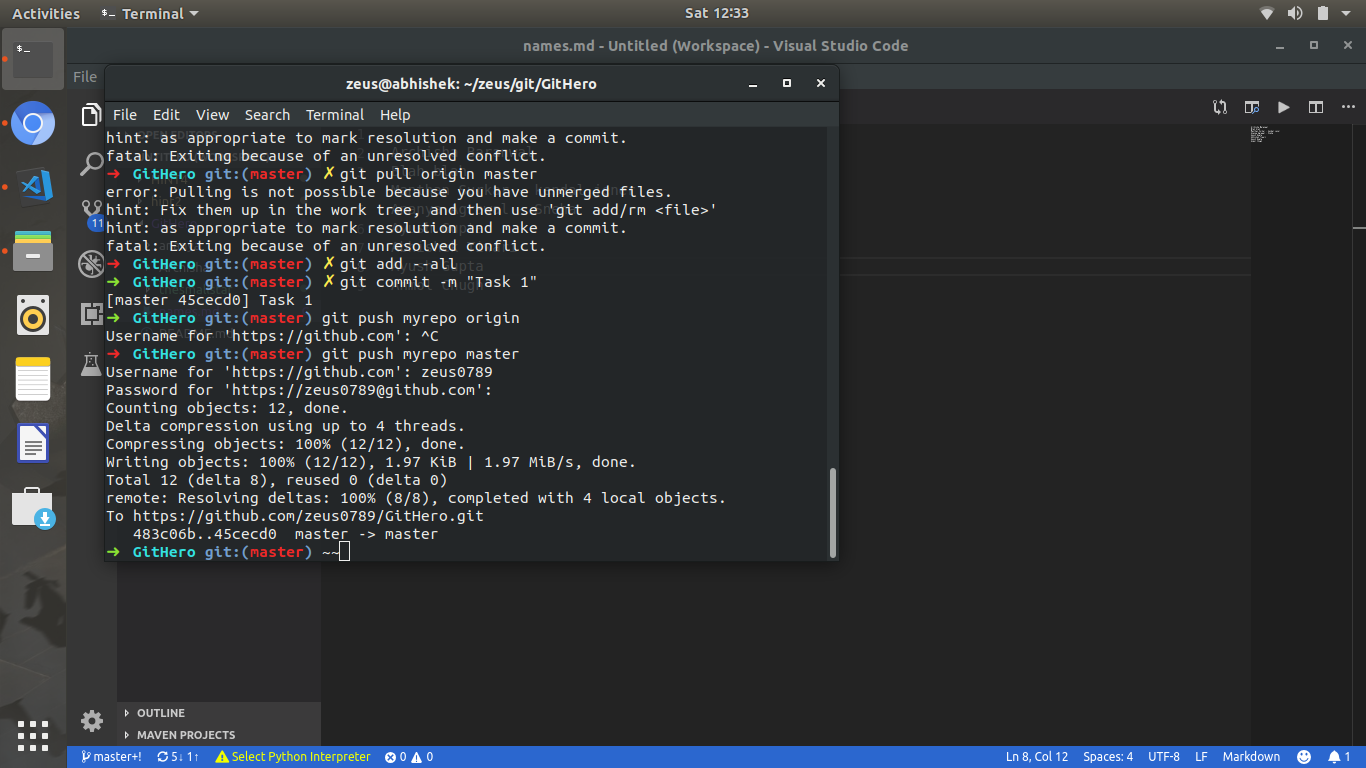 Activities
Terminal
Sat 12:33
names.md - Untitled (Workspace) - Visual Studio Code
File
zeus@abhishek: ~/zeus/git/GitHero
File Edit View Search Terminal Help
hint: as appropriate to mark resolution and make a commit.
fatal: Exiting because of an unresolved conflict.
➜ GitHero git:(master) ✗ git pull origin master
error: Pulling is not possible because you have unmerged files.
hint: Fix them up in the work tree, and then use 'git add/rm <file>'
hint: as appropriate to mark resolution and make a commit.
fatal: Exiting because of an unresolved conflict.
➜ GitHero git:(master) ✗ git add --all
➜ GitHero git:(master) ✗ git commit -m "Task 1"
[master 45cecd0] Task 1
➜ GitHero git:(master) git push myrepo origin
Username for 'https://github.com': ^C
➜ GitHero git:(master) git push myrepo master
Username for 'https://github.com': zeus0789
Password for 'https://zeus0789@github.com':
Counting objects: 12, done.
Delta compression using up to 4 threads.
Compressing objects: 100% (12/12), done.
Writing objects: 100% (12/12), 1.97 KiB | 1.97 MiB/s, done.
Total 12 (delta 8), reused 0 (delta 0)
remote: Resolving deltas: 100% (8/8), completed with 4 local objects.
To https://github.com/zeus0789/GitHero.git
483c06b..45cecd0 master -> master
➜ GitHero git:(master) ~~
11
OUTLINE
MAVEN PROJECTS
master+! 5↓ 1↑ Select Python Interpreter 0 0 Ln 8, Col 12 Spaces: 4 UTF-8 LF Markdown 1